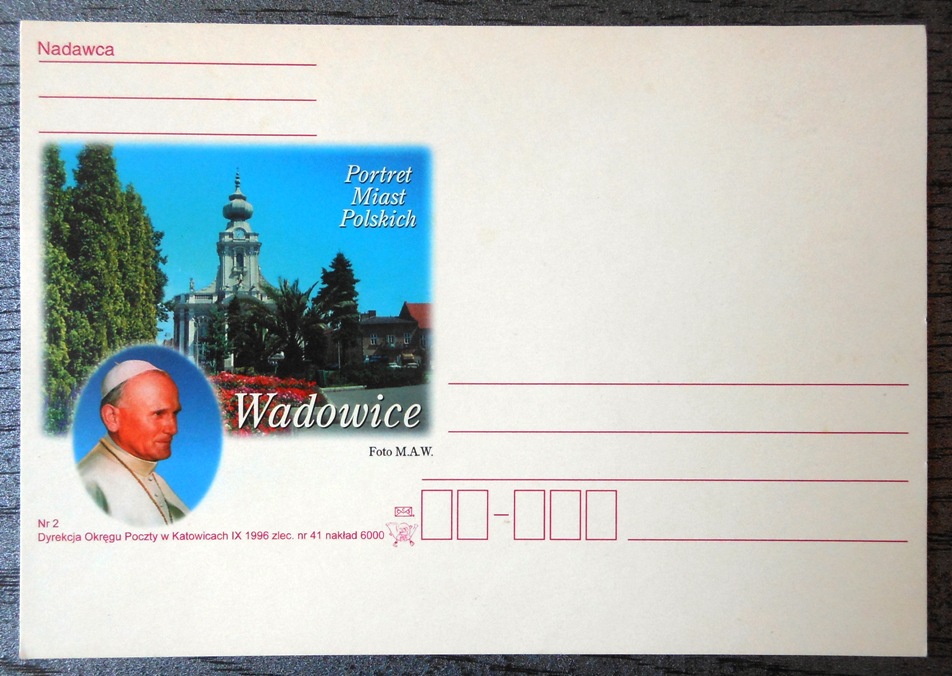 Nadawca
Portret
Miast
Polskich
Wadowice
Foto M.A.W.
Nr 2
Dyrekcja Okręgu Poczty w Katowicach IX 1996 zlec. nr 41 nakład 6000